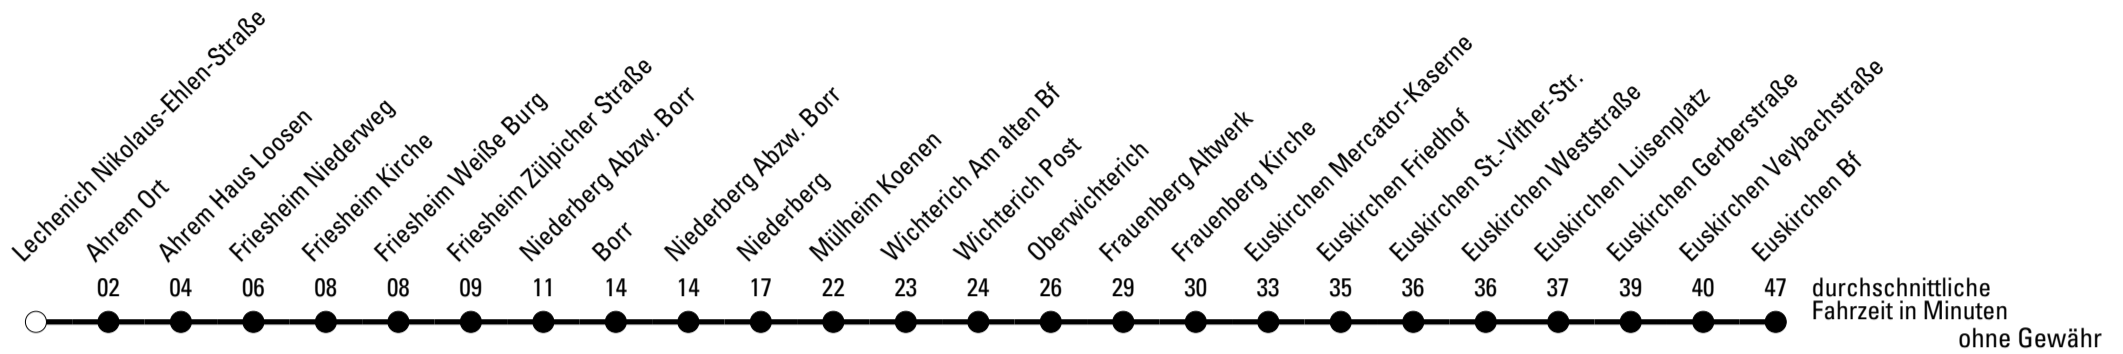 Lechenich Nikolaus-Ehlen-Straße
Ahrem Ort
Ahrem Haus Loosen
Friesheim Niederweg
Friesheim Kirche
Friesheim Weiße Burg
Friesheim Zülpicher Straße
Niederberg Abzw. Borr
Borr
Niederberg Abzw. Borr
Niederberg
Mülheim Koenen
Wichterich Am alten Bf
Wichterich Post
Oberwichterich
Frauenberg Altwerk
Frauenberg Kirche
Euskirchen Mercator-Kaserne
Euskirchen Friedhof
Euskirchen St.-Vither-Str.
Euskirchen Weststraße
Euskirchen Luisenplatz
Euskirchen Gerberstraße
Euskirchen Veybachstraße
Euskirchen Bf
02 04 06 08 08 09 11 14 14 17 22 23 24 26 29 30 33 35 36 36 37 39 40 47 durchschnittliche
Fahrzeit in Minuten
ohne Gewähr